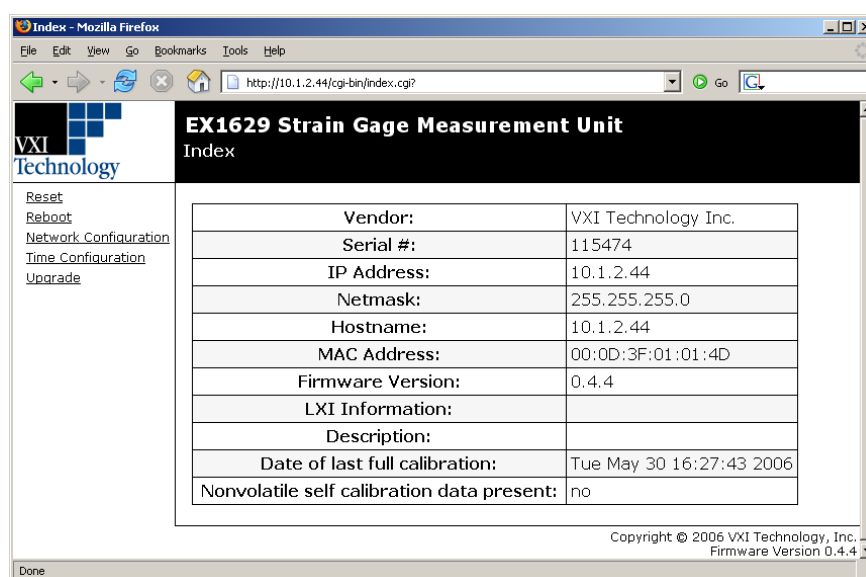 Index - Mozilla Firefox
File Edit View Go Bookmarks Tools Help
http://10.1.2.44/cgi-bin/index.cgi? Go G
VXI
Technology
EX1629 Strain Gage Measurement Unit
Index
Reset
Reboot
Network Configuration
Time Configuration
Upgrade
Vendor: VXI Technology Inc.
Serial #: 115474
IP Address: 10.1.2.44
Netmask: 255.255.255.0
Hostname: 10.1.2.44
MAC Address: 00:0D:3F:01:01:4D
Firmware Version: 0.4.4
LXI Information:
Description:
Date of last full calibration: Tue May 30 16:27:43 2006
Nonvolatile self calibration data present: no
Copyright © 2006 VXI Technology, Inc.
Firmware Version 0.4.4
Done